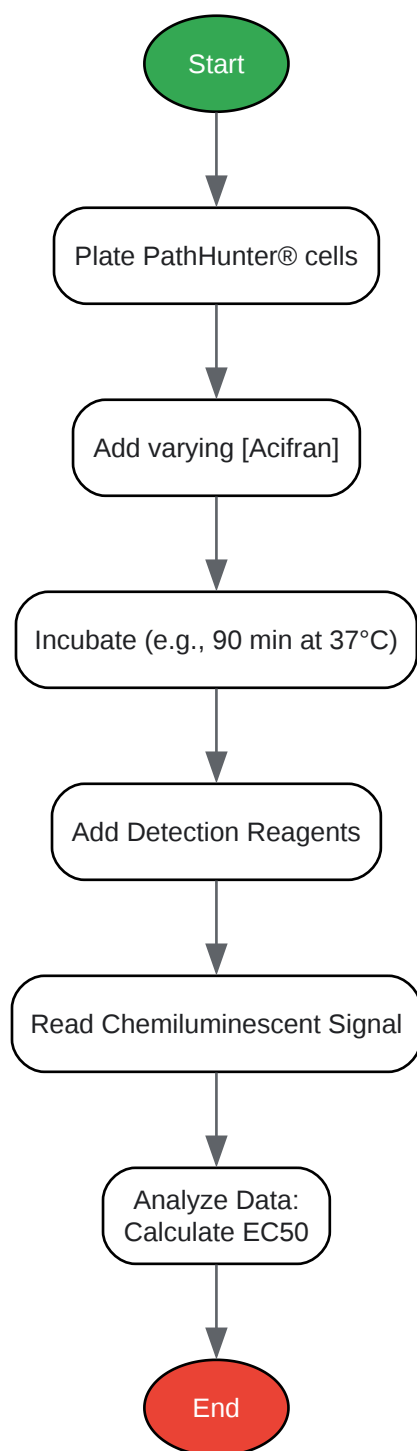 Start
Plate PathHunter® cells
Add varying [Acifran]
Incubate (e.g., 90 min at 37°C)
Add Detection Reagents
Read Chemiluminescent Signal
Analyze Data:
Calculate EC50
End